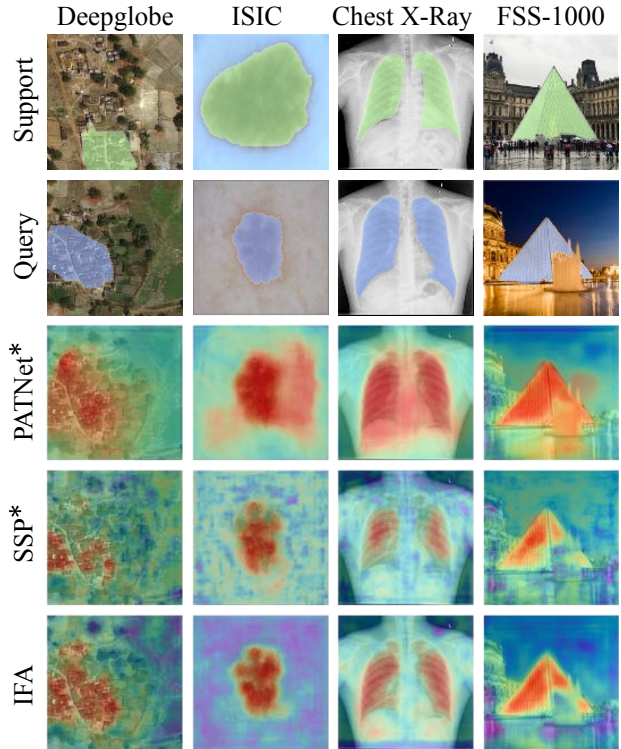 Deepglobe ISIC Chest X-Ray FSS-1000
Support
Query
PATNet*
SSP*
IFA